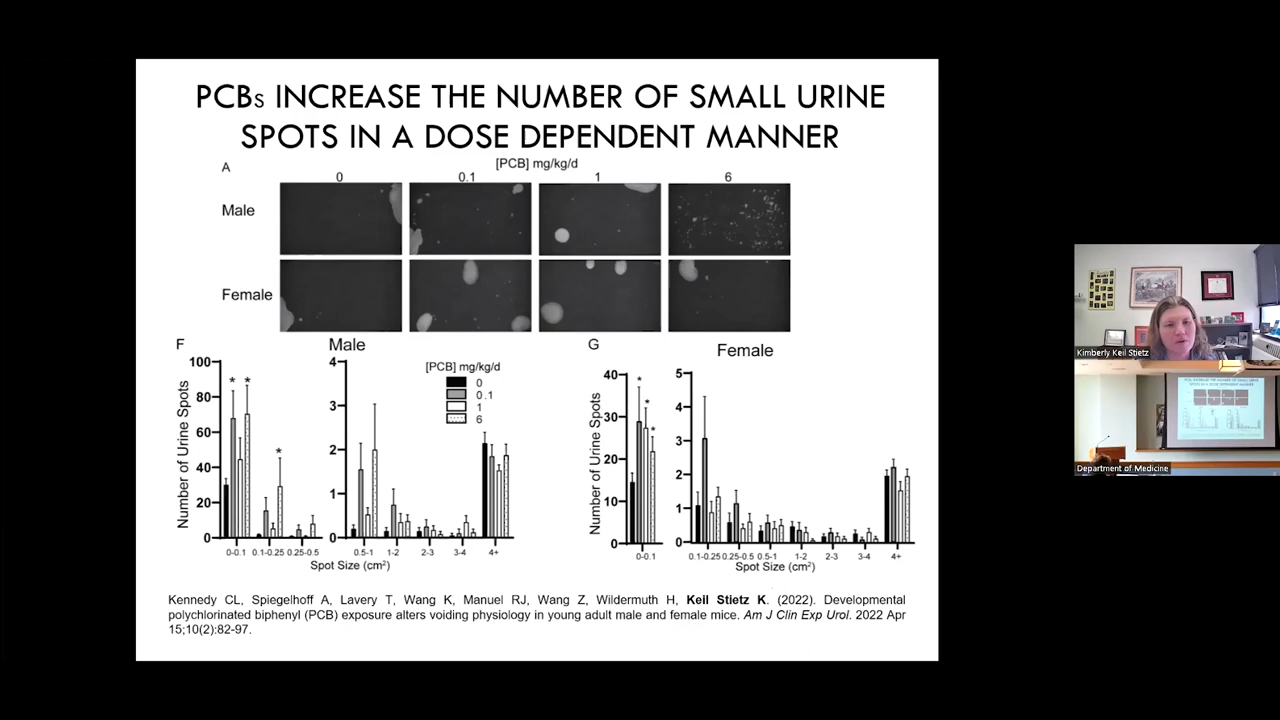 PCBs INCREASE THE NUMBER OF SMALL URINE
SPOTS IN A DOSE DEPENDENT MANNER
A
[PCB] mg/kg/d
0 0.1 1 6
Male
Female
F
Male
Number of Urine Spots
100
80
60
40
20
0
* * *
0-0.1 0.1-0.25 0.25-0.5
4
3
2
1
0
0.5-1 1-2 2-3 3-4 4+
Spot Size (cm²)
[PCB] mg/kg/d
0
0.1
1
6
G
Female
Number of Urine Spots
40
30
20
10
0
* * *
0-0.1
5
4
3
2
1
0
0.1-0.25 0.25-0.5 0.5-1 1-2 2-3 3-4 4+
Spot Size (cm²)
Kennedy CL, Spiegelhoff A, Lavery T, Wang K, Manuel RJ, Wang Z, Wildermuth H, Keil Stietz K. (2022). Developmental
polychlorinated biphenyl (PCB) exposure alters voiding physiology in young adult male and female mice. Am J Clin Exp Urol. 2022 Apr
15;10(2):82-97.
Kimberly Keil Stietz
Department of Medicine